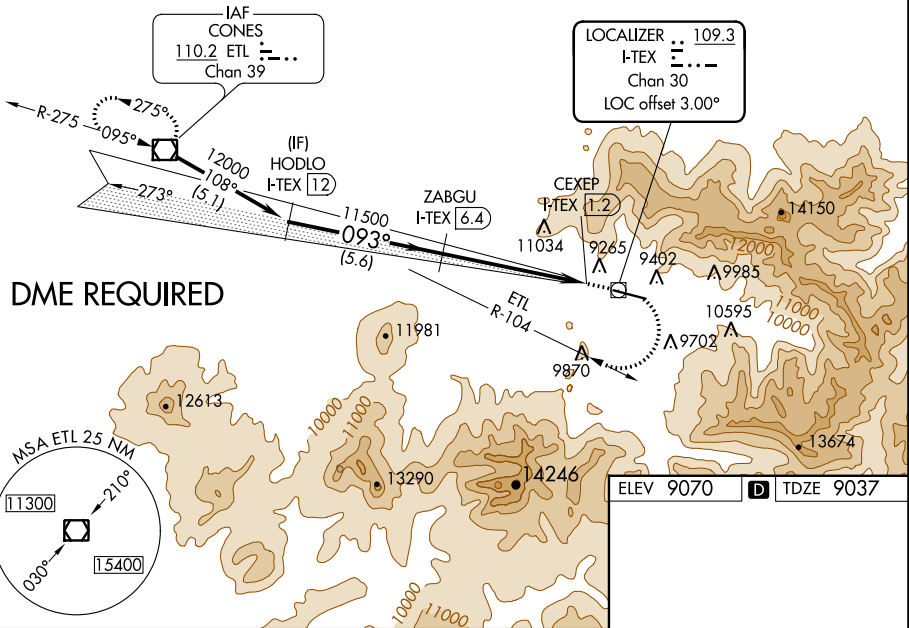 IAF
CONES
110.2 ETL
Chan 39
LOCALIZER 109.3
I-TEX
Chan 30
LOC offset 3.00°
R-275
275°
095°
12000
108°
(5.1)
(IF)
HODLO
I-TEX 12
273°
11500
093°
(5.6)
ZABGU
I-TEX 6.4
CEXEP
I-TEX 1.2
11034
9265
9402
9985
14150
12000
11000
10000
10595
9702
ETL
R-104
9870
DME REQUIRED
11981
12613
10000
11000
13290
14246
13674
MSA ETL 25 NM
11300
210°
030°
15400
10000
11000
ELEV 9070 D TDZE 9037